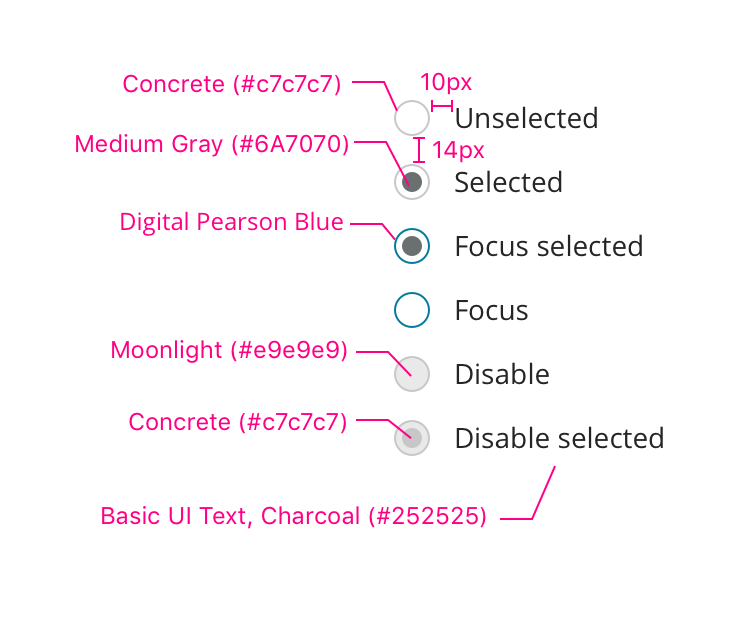 Concrete (#c7c7c7)
10px
Unselected
Medium Gray (#6A7070)
14px
Selected
Digital Pearson Blue
Focus selected
Focus
Moonlight (#e9e9e9)
Disable
Concrete (#c7c7c7)
Disable selected
Basic UI Text, Charcoal (#252525)